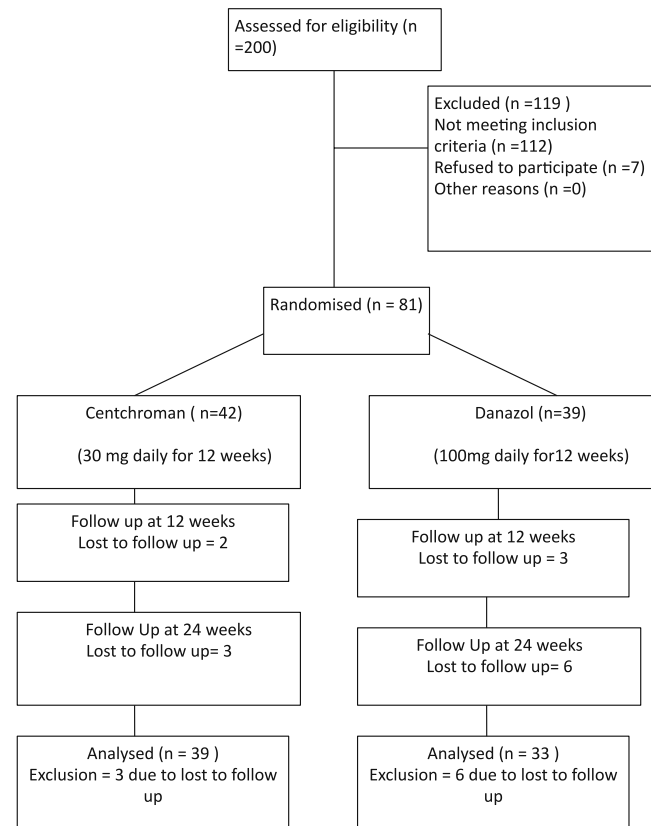 Assessed for eligibility (n
=200)
Excluded (n =119 )
Not meeting inclusion
criteria (n =112)
Refused to participate (n =7)
Other reasons (n =0)
Randomised (n = 81)
Centchroman ( n=42)
(30 mg daily for 12 weeks)
Danazol (n=39)
(100mg daily for12 weeks)
Follow up at 12 weeks
Lost to follow up = 2
Follow up at 12 weeks
Lost to follow up = 3
Follow Up at 24 weeks
Lost to follow up= 3
Follow Up at 24 weeks
Lost to follow up= 6
Analysed (n = 39 )
Exclusion = 3 due to lost to follow
up
Analysed (n = 33 )
Exclusion = 6 due to lost to follow
up